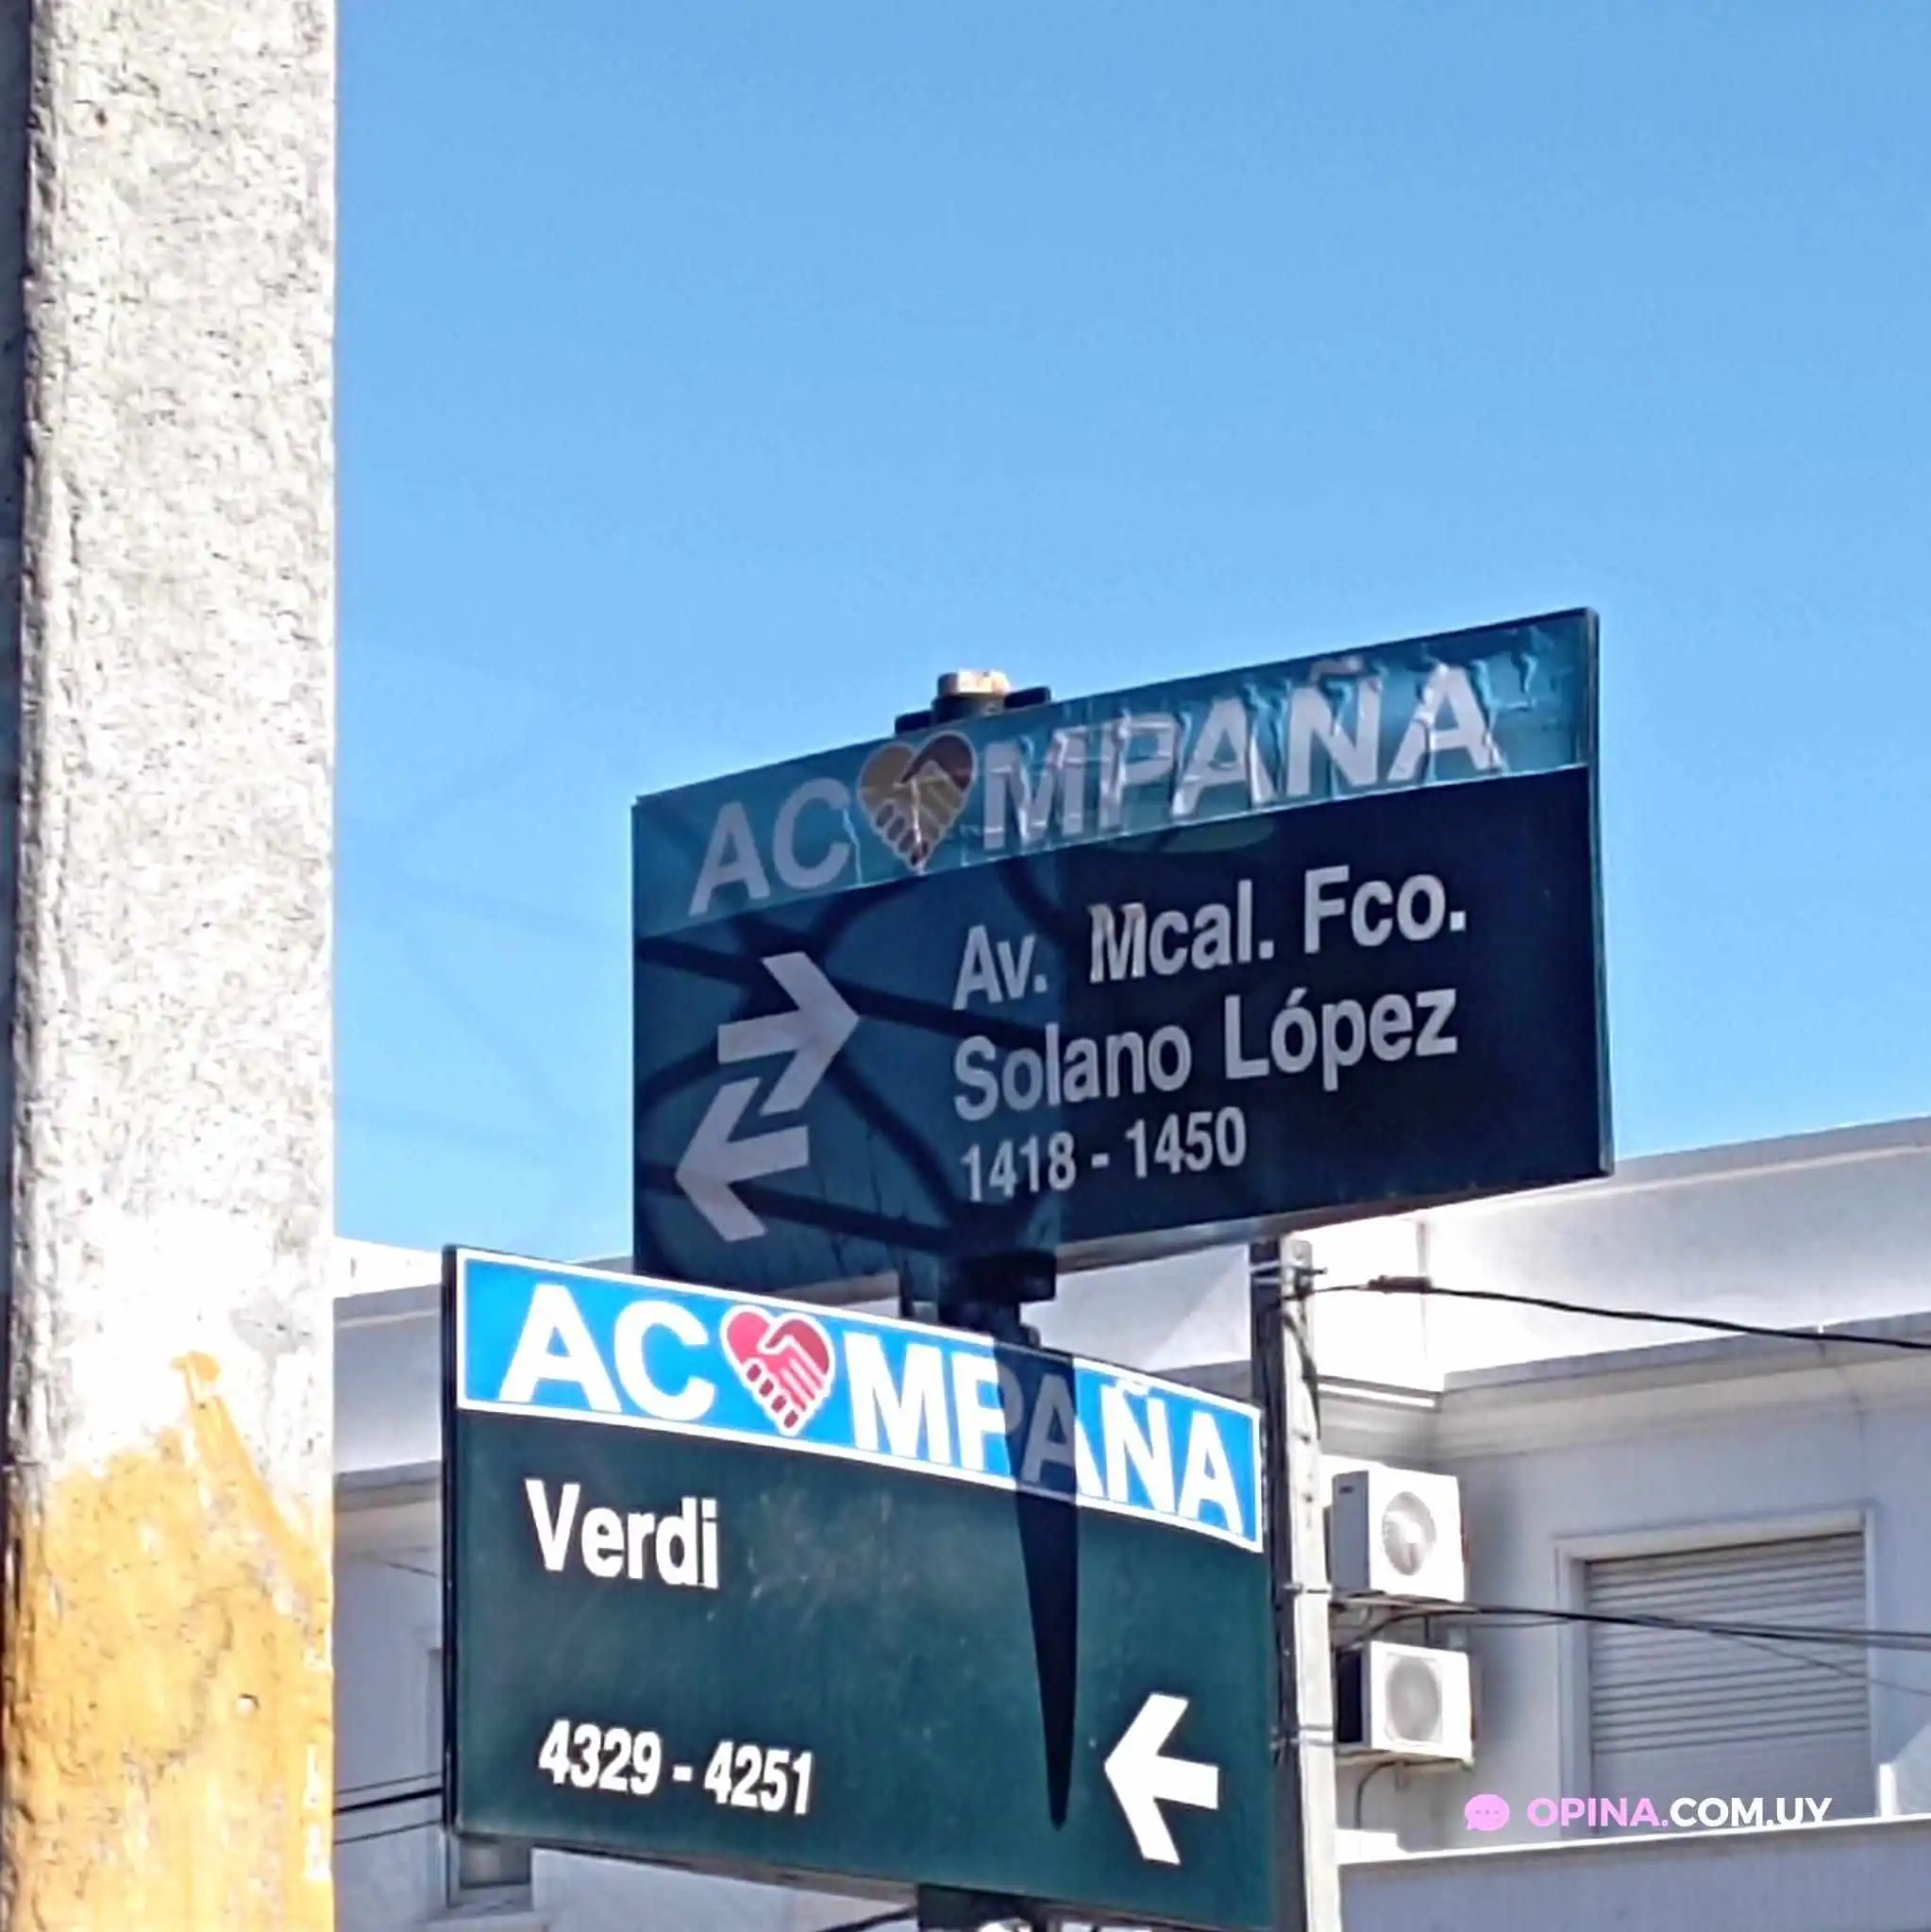 ACOMPAÑA
Av. Mcal. Fco.
Solano López
1418 - 1450
ACOMPAÑA
Verdi
4329 - 4251
OPINA.COM.UY